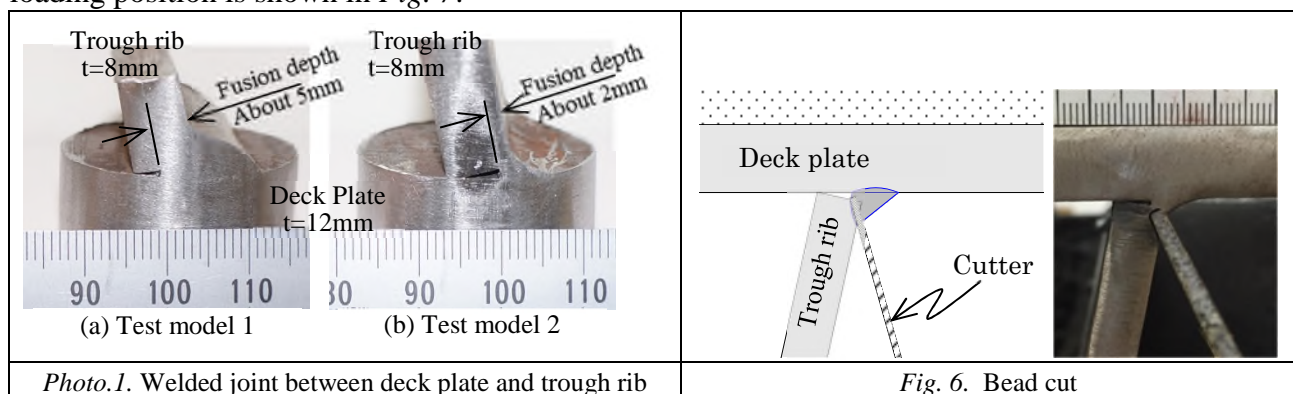 loading position is shown in Fig. 7.
Trough rib
t=8mm
Fusion depth
About 5mm
Deck Plate
t=12mm
90 100 110
(a) Test model 1
Trough rib
t=8mm
Fusion depth
About 2mm
80 90 100 110
(b) Test model 2
Photo.1. Welded joint between deck plate and trough rib
Deck plate
Trough rib
Cutter
Fig. 6. Bead cut